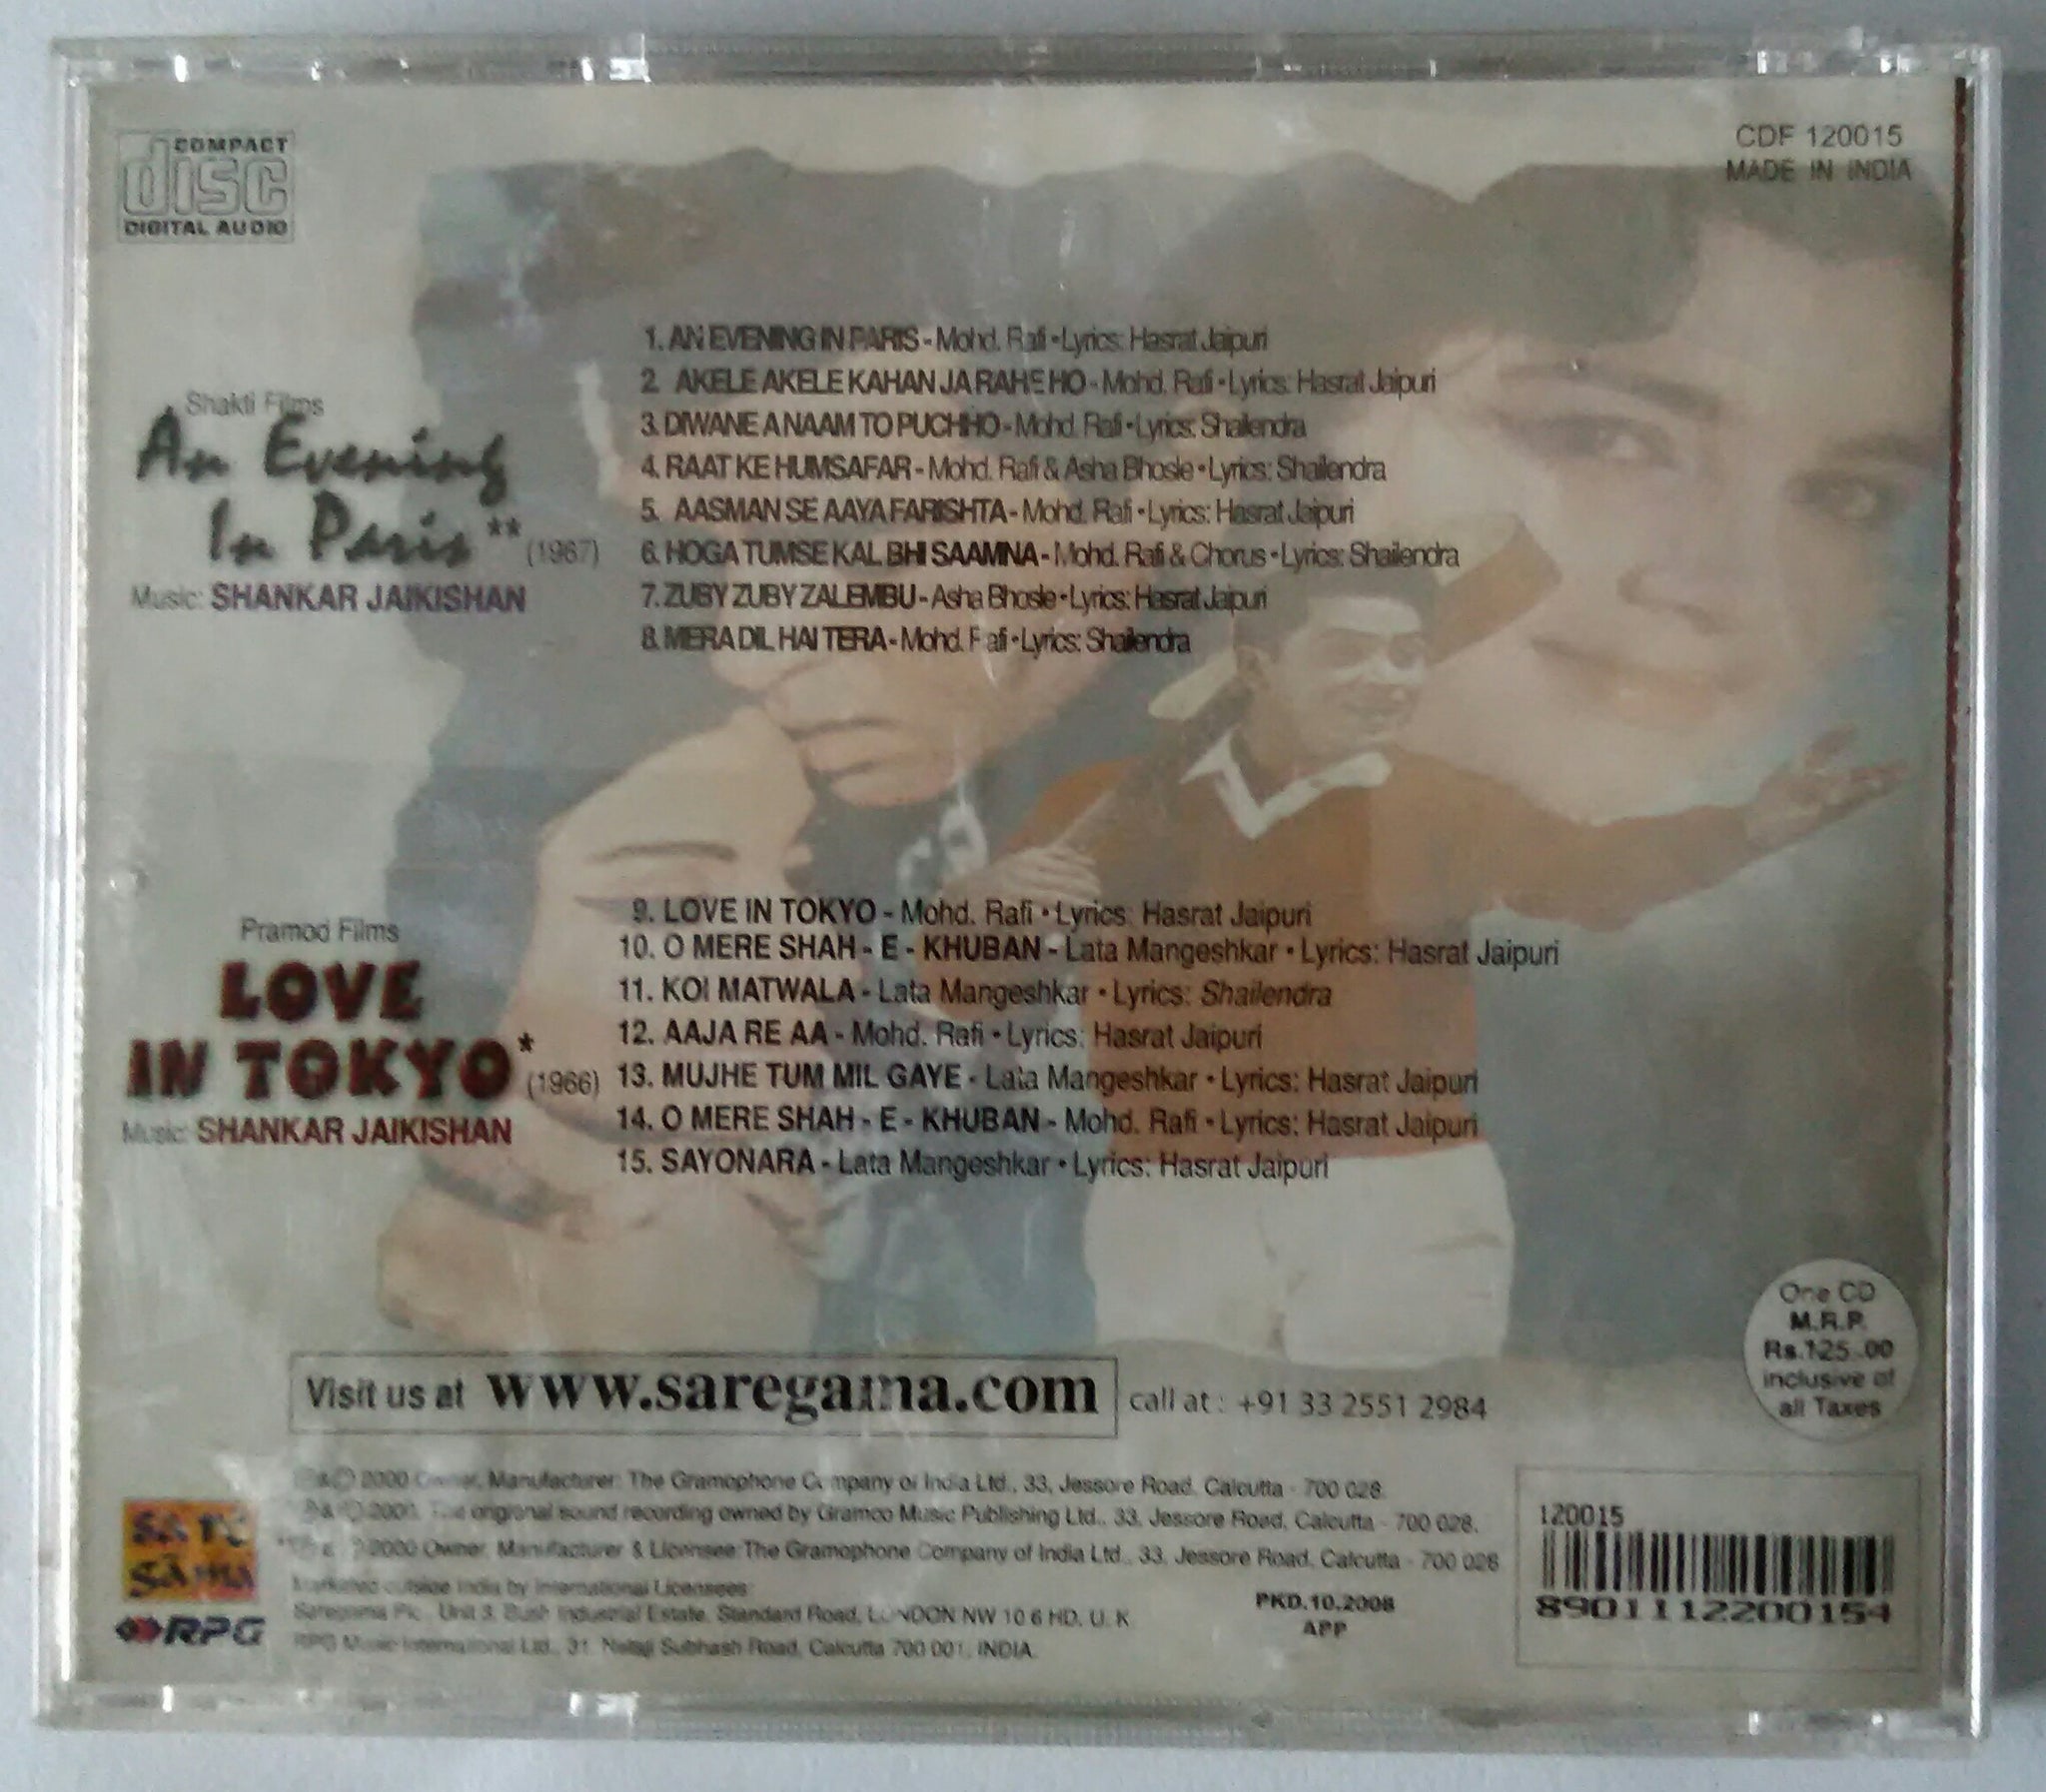 COMPACT
disc
DIGITAL AUDIO
CDF 120015
MADE IN INDIA
Shakti Films
An Evening
In Paris** (1967)
Music: SHANKAR JAIKISHAN
1. AN EVENING IN PARIS - Mohd. Rafi • Lyrics: Hasrat Jaipuri
2. AKELE AKELE KAHAN JA RAHE HO - Mohd. Rafi • Lyrics: Hasrat Jaipuri
3. DIWANE A NAAM TO PUCHHO - Mohd. Rafi • Lyrics: Shailendra
4. RAAT KE HUMSAFAR - Mohd. Rafi & Asha Bhosle • Lyrics: Shailendra
5. AASMAN SE AAYA FARISHTA - Mohd. Rafi • Lyrics: Hasrat Jaipuri
6. HOGA TUMSE KAL BHI SAAMNA - Mohd. Rafi & Chorus • Lyrics: Shailendra
7. ZUBY ZUBY ZALEMBU - Asha Bhosle • Lyrics: Hasrat Jaipuri
8. MERA DIL HAI TERA - Mohd. Rafi • Lyrics: Shailendra
Pramod Films
LOVE
IN TOKYO* (1966)
Music: SHANKAR JAIKISHAN
9. LOVE IN TOKYO - Mohd. Rafi • Lyrics: Hasrat Jaipuri
10. O MERE SHAH - E - KHUBAN - Lata Mangeshkar • Lyrics: Hasrat Jaipuri
11. KOI MATWALA - Lata Mangeshkar • Lyrics: Shailendra
12. AAJA RE AA - Mohd. Rafi • Lyrics: Hasrat Jaipuri
13. MUJHE TUM MIL GAYE - Lata Mangeshkar • Lyrics: Hasrat Jaipuri
14. O MERE SHAH - E - KHUBAN - Mohd. Rafi • Lyrics: Hasrat Jaipuri
15. SAYONARA - Lata Mangeshkar • Lyrics: Hasrat Jaipuri
One CD
M.R.P.
Rs.125.00
inclusive of
all Taxes
Visit us at www.saregama.com call at : +91 33 2551 2984
2000 Owner, Manufacturer: The Gramophone Company of India Ltd., 33, Jessore Road, Calcutta - 700 028.
2000. The original sound recording owned by Gramco Music Publishing Ltd., 33, Jessore Road, Calcutta - 700 028.
2000 Owner, Manufacturer & Licensee: The Gramophone Company of India Ltd., 33, Jessore Road, Calcutta - 700 028
Marketed outside India by International Licensees:
Saregama Plc., Unit 3, Bush Industrial Estate, Standard Road, LONDON NW 10 6 HD, U. K.
RPG Music International Ltd., 31, Netaji Subhash Road, Calcutta 700 001, INDIA.
PKD.10.2008
APP
SA RE
GA MA
RPG
120015
8901112200154